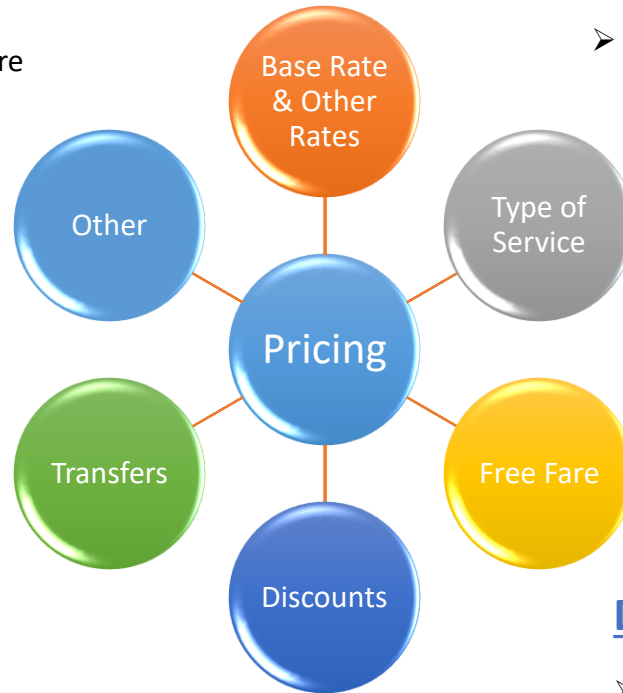 re
➢
Base Rate
& Other
Rates
Other
Type of
Service
Pricing
Transfers
Free Fare
Discounts
D
➢